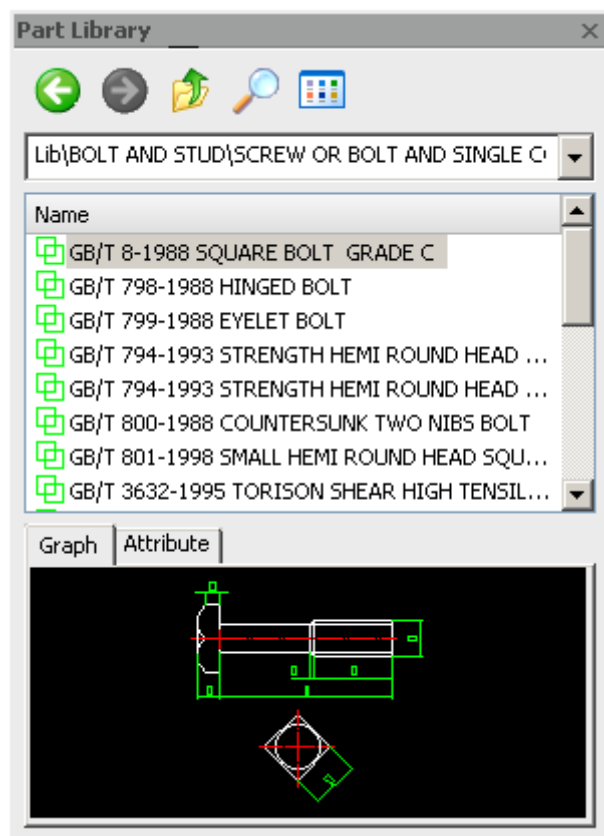 Part Library
Lib\BOLT AND STUD\SCREW OR BOLT AND SINGLE
Name
GB/T 8-1988 SQUARE BOLT GRADE C
GB/T 798-1988 HINGED BOLT
GB/T 799-1988 EYELET BOLT
GB/T 794-1993 STRENGTH HEMI ROUND HEAD ...
GB/T 794-1993 STRENGTH HEMI ROUND HEAD ...
GB/T 800-1988 COUNTERSUNK TWO NIBS BOLT
GB/T 801-1998 SMALL HEMI ROUND HEAD SQU...
GB/T 3632-1995 TORISON SHEAR HIGH TENSIL...
Graph
Attribute